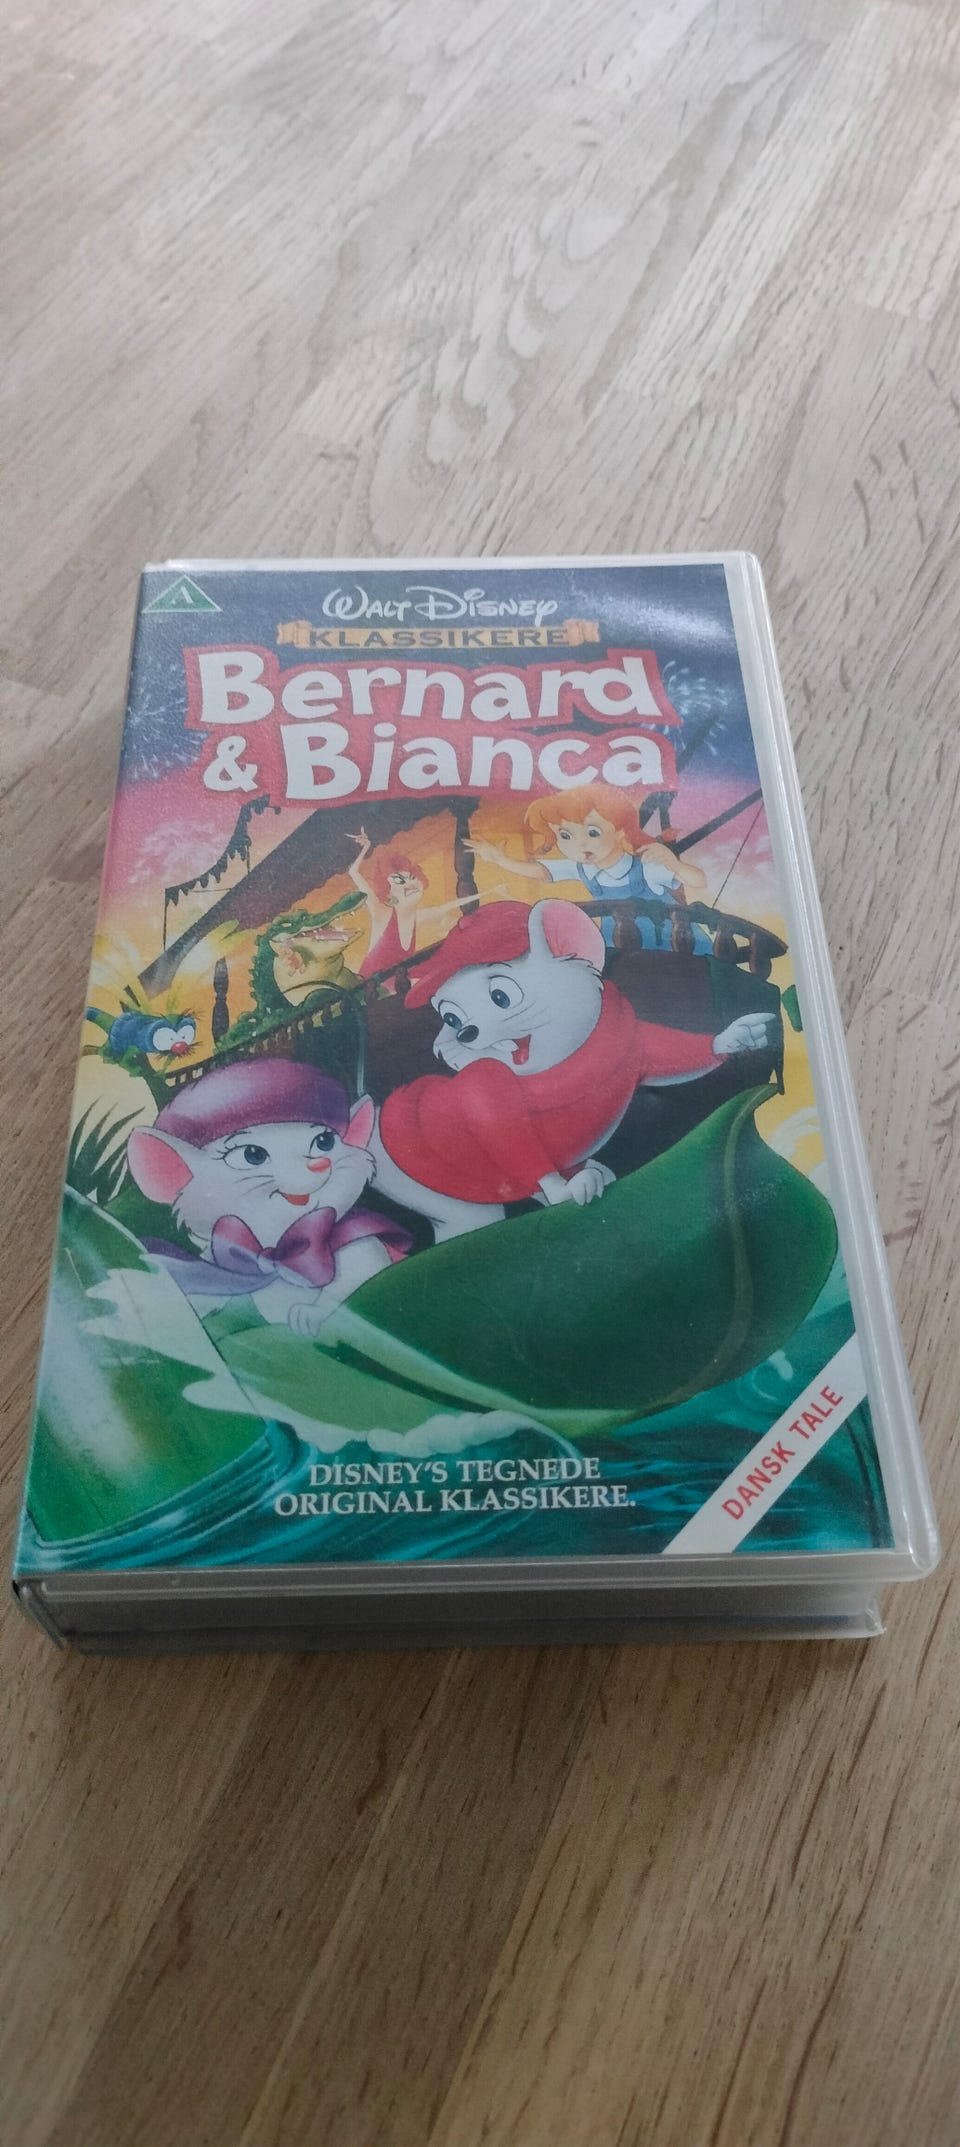 A
WALT DISNEY
KLASSIKERE
Bernard
& Bianca
DISNEY'S TEGNEDE
ORIGINAL KLASSIKERE.
DANSK TALE